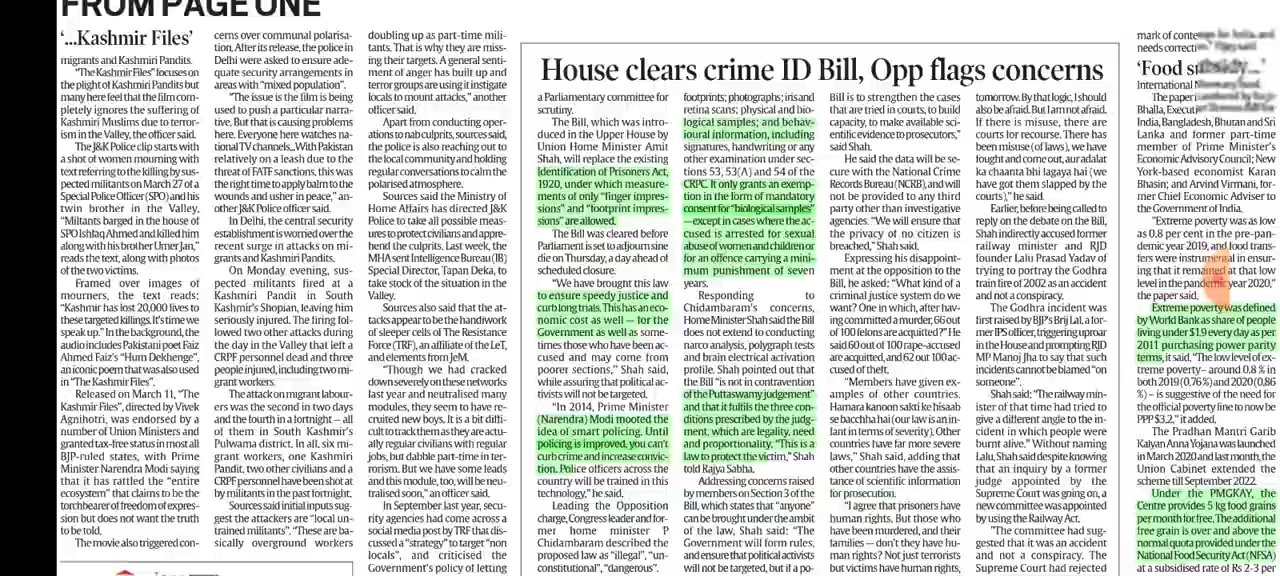 FROM PAGE ONE
‘...Kashmir Files’
migrants and Kashmiri Pandits.
“The Kashmir Files” focuses on
the plight of Kashmiri Pandits but
many here feel that the film com-
pletely ignores the suffering of
Kashmiri Muslims due to terror-
ism in the Valley, the officer said.
The J&K Police clip starts with
a shot of women mourning with
text referring to the killing by sus-
pected militants on March 27 of a
Special Police Officer (SPO) and his
twin brother in the Valley.
“Militants barged in the house of
SPO Ishtaq Ahmed and killed him
along with his brother Umer Jan,”
reads the text, along with photos
of the two victims.
Framed over images of
mourners, the text reads;
“Kashmir has lost 20,000 lives to
these targeted killings. It's time we
speak up.” In the background, the
audio includes Pakistani poet Faiz
Ahmed Faiz's “Hum Dekhenge”,
an iconic poem that was also used
in “The Kashmir Files”.
Released on March 11, “The
Kashmir Files”, directed by Vivek
Agnihotri, was endorsed by a
number of Union Ministers and
granted tax-free status in most all
BJP-ruled states, with Prime
Minister Narendra Modi saying
that it has rattled the “entire
ecosystem” that claims to be the
torchbearer of freedom of expres-
sion but does not want the truth
to be told.
The movie also triggered con-
cerns over communal polarisa-
tion. After its release, the police in
Delhi were asked to ensure ade-
quate security arrangements in
areas with “mixed population”.
“The issue is the film is being
used to push a particular narra-
tive. But that is causing problems
here. Everyone here watches na-
tional TV channels...With Pakistan
relatively on a leash due to the
threat of FATF sanctions, this was
the right time to apply balm to the
wounds and usher in peace,” an-
other J&K Police officer said.
In Delhi, the central security
establishment is worried over the
recent surge in attacks on mi-
grants and Kashmiri Pandits.
On Monday evening, sus-
pected militants fired at a
Kashmiri Pandit in South
Kashmir's Shopian, leaving him
seriously injured. The firing fol-
lowed two other attacks during
the day in the Valley that left a
CRPF personnel dead and three
people injured, including two mi-
grant workers.
The attack on migrant labour-
ers was the second in two days
and the fourth in a fortnight — all
of them in South Kashmir's
Pulwama district. In all, six mi-
grant workers, one Kashmiri
Pandit, two other civilians and a
CRPF personnel have been shot at
by militants in the past fortnight.
Sources said initial inputs sug-
gest the attackers are “local un-
trained militants”. “These are ba-
sically overground workers
doubling up as part-time mili-
tants. That is why they are miss-
ing their targets. A general senti-
ment of anger has built up and
terror groups are using it instigate
locals to mount attacks,” another
officer said.
Apart from conducting oper-
ations to nab culprits, sources said,
the police is also reaching out to
the local community and holding
regular conversations to calm the
polarised atmosphere.
Sources said the Ministry of
Home Affairs has directed J&K
Police to take all possible meas-
ures to protect civilians and appre-
hend the culprits. Last week, the
MHA sent Intelligence Bureau (IB)
Special Director, Tapan Deka, to
take stock of the situation in the
Valley.
Sources also said that the at-
tacks appear to be the handiwork
of sleeper cells of The Resistance
Force (TRF), an affiliate of the LeT,
and elements from JeM.
“Though we had cracked
down severely on these networks
last year and neutralised many
modules, they seem to have re-
cruited new boys. It is a bit diffi-
cult to track them as they are actu-
ally regular civilians with regular
jobs, but dabble part-time in ter-
rorism. But we have some leads
and this module, too, will be neu-
tralised soon,” an officer said.
In September last year, secu-
rity agencies had come across a
social media post by TRF that dis-
cussed a “strategy” to target “non
locals”, and criticised the
Government's policy of letting
House clears crime ID Bill, Opp flags concerns
a Parliamentary committee for
scrutiny.
The Bill, which was intro-
duced in the Upper House by
Union Home Minister Amit
Shah, will replace the existing
Identification of Prisoners Act,
1920, under which measure-
ments of only “finger impres-
sions” and “footprint impres-
sions” are allowed.
The Bill was cleared before
Parliament is set to adjourn sine
die on Thursday, a day ahead of
scheduled closure.
“We have brought this law
to ensure speedy justice and
curb long trials. This has an eco-
nomic cost as well — for the
Government as well as some-
times those who have been ac-
cused and may come from
poorer sections,” Shah said,
while assuring that political ac-
tivists will not be targeted.
“In 2014, Prime Minister
(Narendra) Modi mooted the
idea of smart policing. Until
policing is improved, you can't
curb crime and increase convic-
tion. Police officers across the
country will be trained in this
technology,” he said.
Leading the Opposition
charge, Congress leader and for-
mer home minister P
Chidambaram described the
proposed law as “illegal”, “un-
constitutional”, “dangerous”.
footprints; photographs; iris and
retina scans; physical and bio-
logical samples; and behav-
ioural information, including
signatures, handwriting or any
other examination under sec-
tions 53, 53(A) and 54 of the
CRPC. It only grants an exemp-
tion in the form of mandatory
consent for “biological samples”
—except in cases where the ac-
cused is arrested for sexual
abuse of women and children or
for an offence carrying a mini-
mum punishment of seven
years.
Responding to
Chidambaram's concerns,
Home Minister Shah said the Bill
does not extend to conducting
narco analysis, polygraph tests
and brain electrical activation
profile. Shah pointed out that
the Bill “is not in contravention
of the Puttaswamy judgement”
and that it fulfils the three con-
ditions prescribed by the judg-
ment, which are legality, need
and proportionality. “This is a
law to protect the victim,” Shah
told Rajya Sabha.
Addressing concerns raised
by members on Section 3 of the
Bill, which states that “anyone”
can be brought under the ambit
of the law, Shah said: “The
Government will form rules,
and ensure that political activists
will not be targeted, but if a po-
Bill is to strengthen the cases
that are tried in courts, to build
capacity, to make available sci-
entific evidence to prosecutors,”
said Shah.
He said the data will be se-
cure with the National Crime
Records Bureau (NCRB), and will
not be provided to any third
party other than investigative
agencies. “We will ensure that
the privacy of no citizen is
breached,” Shah said.
Expressing his disappoint-
ment at the opposition to the
Bill, he asked; “What kind of a
criminal justice system do we
want? One in which, after hav-
ing committed a murder, 66 out
of 100 felons are acquitted?” He
said 60 out of 100 rape-accused
are acquitted, and 62 out 100 ac-
cused of theft.
“Members have given ex-
amples of other countries.
Hamara kanoon sakti ke hisaab
se baccha hai (our law is an in-
fant in terms of severity). Other
countries have far more severe
laws,” Shah said, adding that
other countries have the assis-
tance of scientific information
for prosecution.
“I agree that prisoners have
human rights. But those who
have been murdered, and their
families — don't they have hu-
man rights? Not just terrorists
but victims have human rights,
tomorrow. By that logic, I should
also be afraid. But I am not afraid.
If there is misuse, there are
courts for recourse. There has
been misuse (of law), we have
fought and come out, aur adalat
ka chaanta bhi lagaya hai (we
have got them slapped by the
courts),” he said.
Earlier, before being called to
reply on the debate on the Bill,
Shah indirectly accused former
railway minister and RJD
founder Lalu Prasad Yadav of
trying to portray the Godhra
train fire of 2002 as an accident
and not a conspiracy.
The Godhra incident was
first raised by BJP's Brij Lal, a for-
mer IPS officer, triggering uproar
in the House and prompting RJD
MP Manoj Jha to say that such
incidents cannot be blamed “on
someone”.
Shah said: “The railway min-
ister of that time had tried to
give a different angle to the in-
cident in which people were
burnt alive.” Without naming
Lalu, Shah said despite knowing
that an inquiry by a former
judge appointed by the
Supreme Court was going on, a
new committee was appointed
by using the Railway Act.
“The committee had sug-
gested that it was an accident
and not a conspiracy. The
Supreme Court had rejected
mark of
needs
‘Food
International
The paper
Bhalla, Execu
India, Bangladesh, Bhutan and Sri
Lanka and former part-time
member of Prime Minister's
Economic Advisory Council; New
York-based economist Karan
Bhasin; and Arvind Virmani, for-
mer Chief Economic Adviser to
the Government of India.
“Extreme poverty was as low
as 0.8 per cent in the pre-pan-
demic year 2019, and food trans-
fers were instrumental in ensur-
ing that it remained at that low
level in the pandemic year 2020,”
the paper said.
Extreme poverty was defined
by World Bank as share of people
living under $1.9 every day as per
2011 purchasing power parity
terms, it said. “The low level of ex-
treme poverty – around 0.8 % in
both 2019 (0.76%) and 2020 (0.86
%) – is suggestive of the need for
the official poverty line to now be
PPP $3.2,” it added.
The Pradhan Mantri Garib
Kalyan Anna Yojana was launched
in March 2020 and last month, the
Union Cabinet extended the
scheme till September 2022.
Under the PMGKAY, the
Centre provides 5 kg food grains
per month for free. The additional
free grain is over and above the
normal quota provided under the
National Food Security Act (NFSA)
at a subsidised rate of Rs 2-3 per